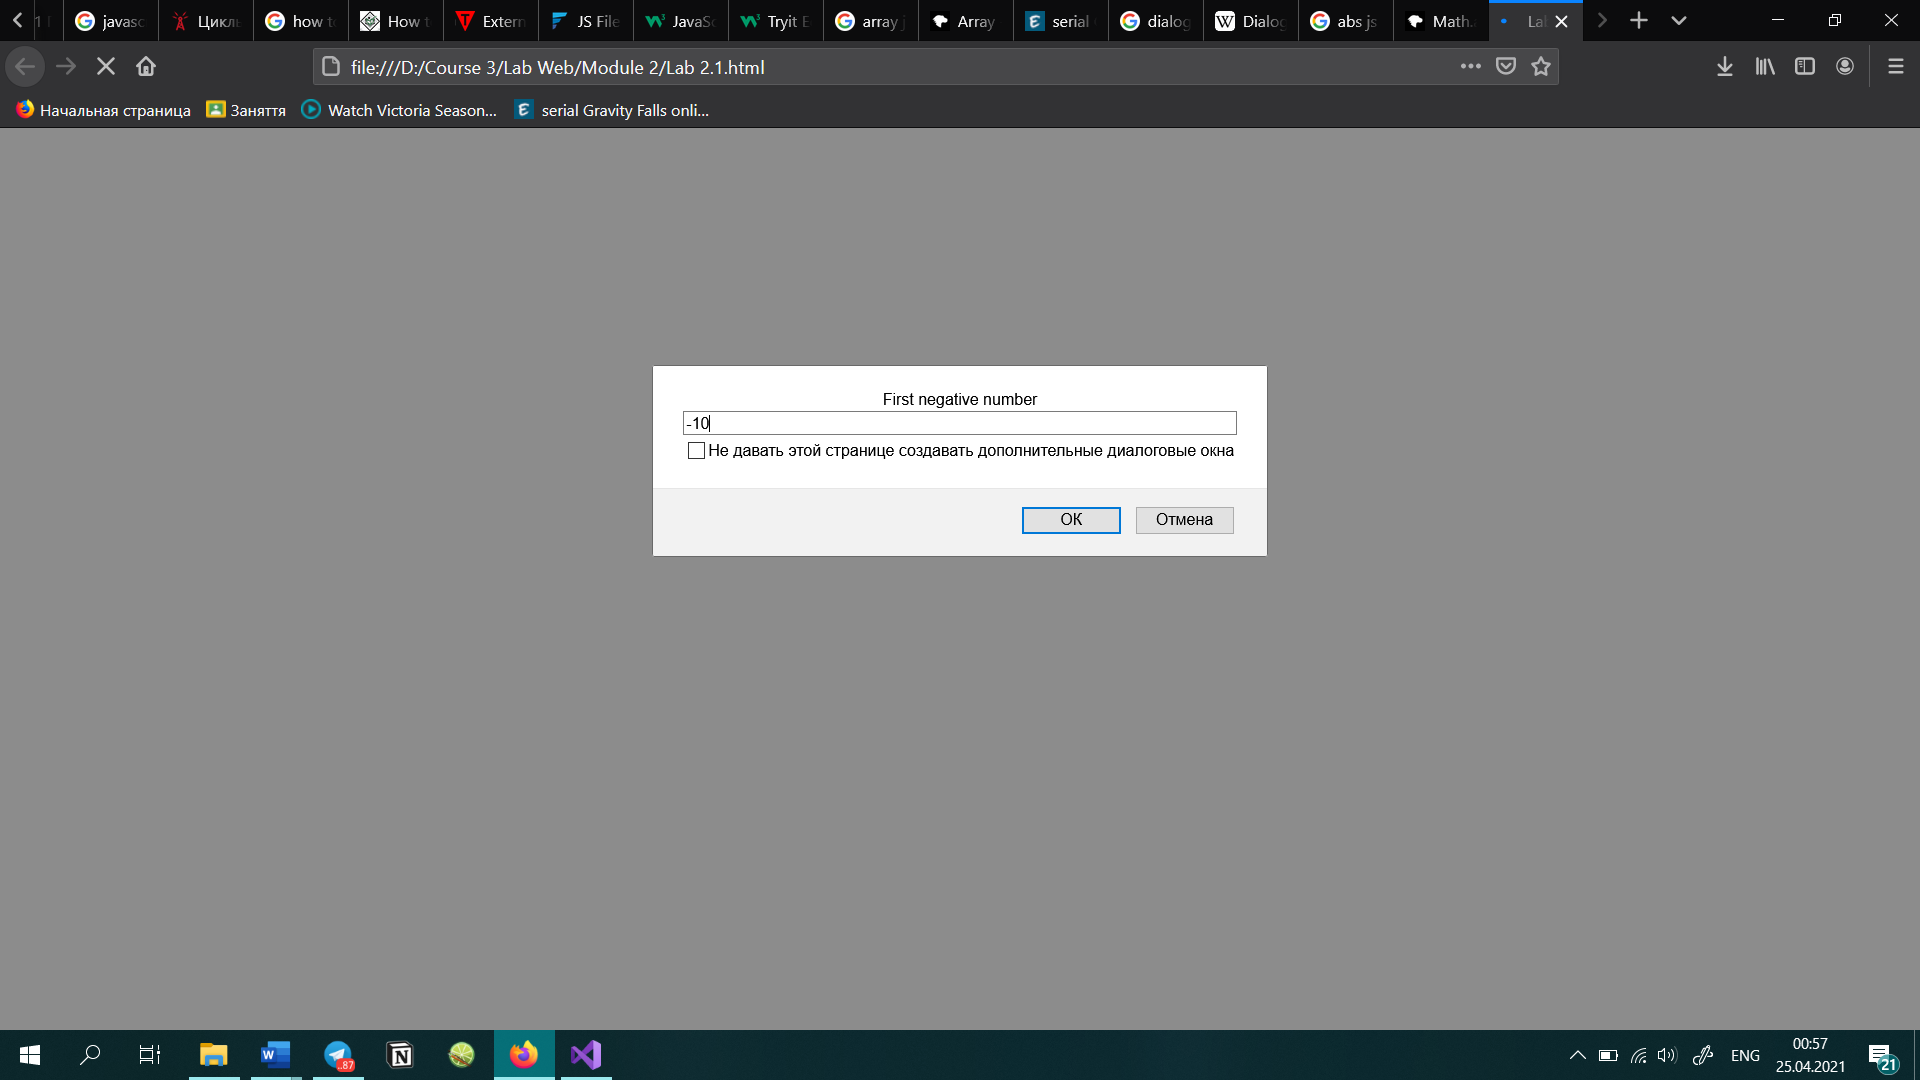 javasc
Цикл
how t
How t
Extern
JS File
JavaSc
Tryit E
array j
Array
serial
dialog
Dialog
abs js
Math.
La
file:///D:/Course 3/Lab Web/Module 2/Lab 2.1.html
Начальная страница
Заняття
Watch Victoria Season...
serial Gravity Falls onli...
First negative number
-10
Не давать этой странице создавать дополнительные диалоговые окна
ОК
Отмена
..87
ENG
00:57
25.04.2021
21